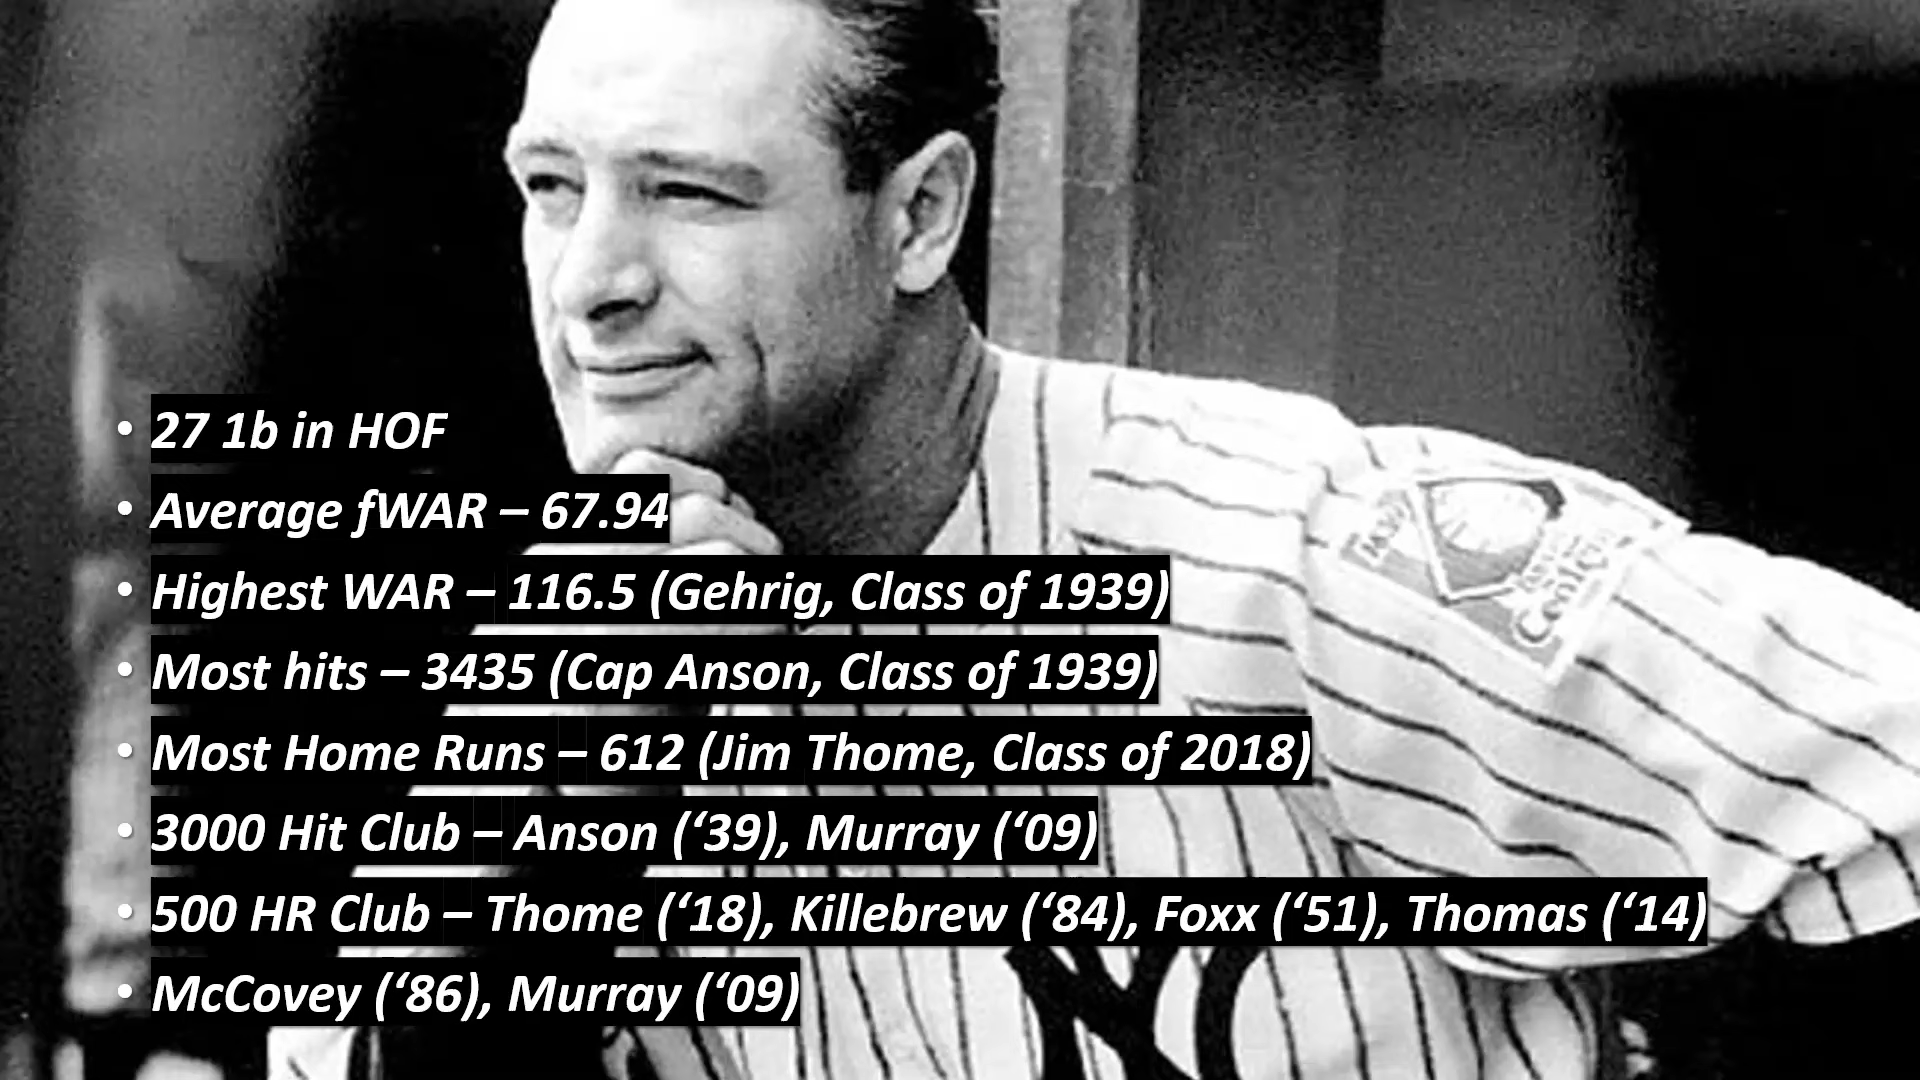 • 27 1b in HOF
• Average fWAR – 67.94
• Highest WAR – 116.5 (Gehrig, Class of 1939)
• Most hits – 3435 (Cap Anson, Class of 1939)
• Most Home Runs – 612 (Jim Thome, Class of 2018)
• 3000 Hit Club – Anson (‘39), Murray (‘09)
• 500 HR Club – Thome (‘18), Killebrew (‘84), Foxx (‘51), Thomas (‘14)
• McCovey (‘86), Murray (‘09)